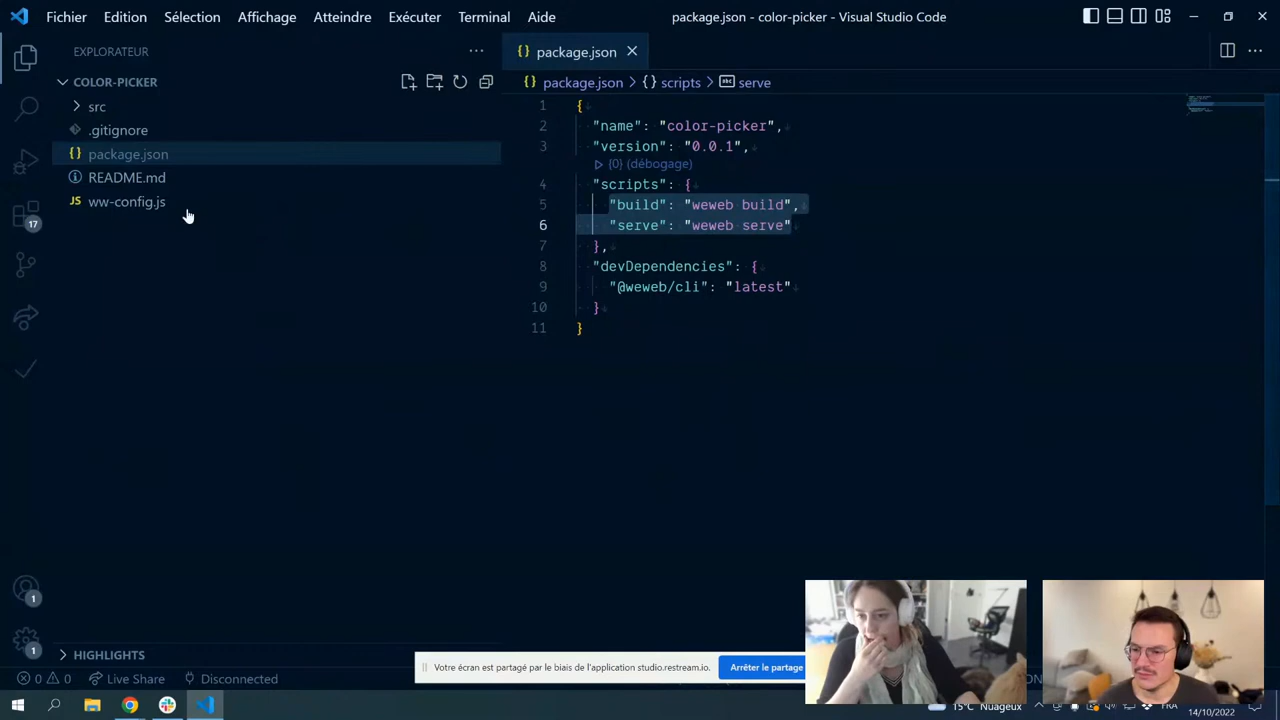 Fichier Edition Sélection Affichage Atteindre Exécuter Terminal Aide
package.json - color-picker - Visual Studio Code
EXPLORATEUR
COLOR-PICKER
src
.gitignore
package.json
README.md
ww-config.js
HIGHLIGHTS
17
1
1
package.json
package.json > {} scripts > abc serve
1 {
2 "name": "color-picker",
3 "version": "0.0.1",
{0} (débogage)
4 "scripts": {
5 "build": "weweb build",
6 "serve": "weweb serve"
7 },
8 "devDependencies": {
9 "@weweb/cli": "latest"
10 }
11 }
Votre écran est partagé par le biais de l'application studio.restream.io.
Arrêter le partage
0 0 Live Share Disconnected
15°C Nuageux
FRA
14/10/2022